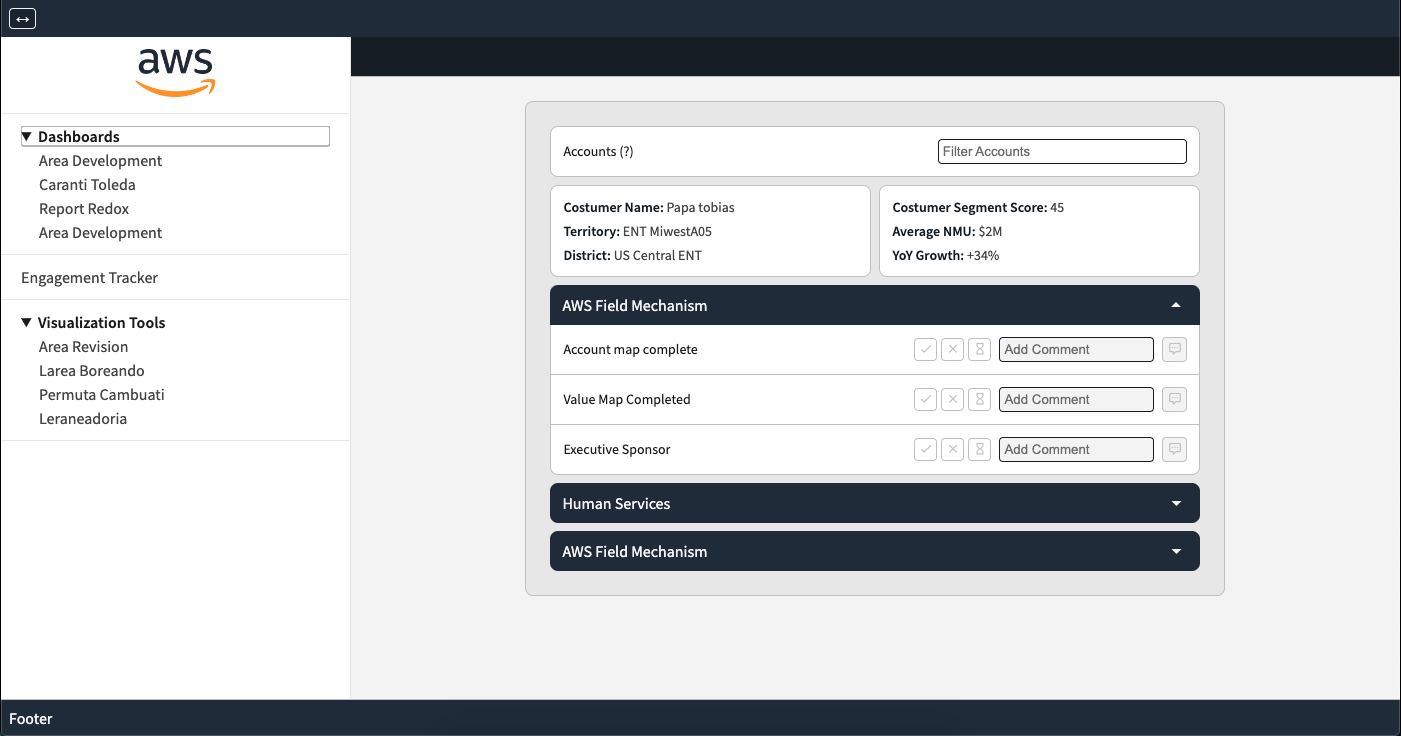 aws
Dashboards
Area Development
Caranti Toleda
Report Redox
Area Development
Engagement Tracker
Visualization Tools
Area Revision
Larea Boreando
Permuta Cambuati
Leraneadoria
Accounts (?)
Filter Accounts
Costumer Name: Papa tobias
Territory: ENT MiwestA05
District: US Central ENT
Costumer Segment Score: 45
Average NMU: $2M
YoY Growth: +34%
AWS Field Mechanism
Account map complete
Add Comment
Value Map Completed
Add Comment
Executive Sponsor
Add Comment
Human Services
AWS Field Mechanism
Footer